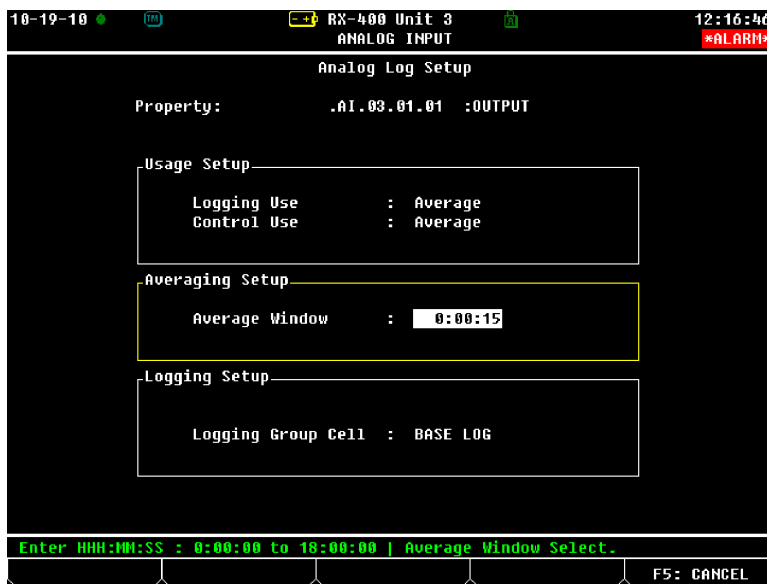 10-19-10 TM - + RX-400 Unit 3 A 12:16:46
ANALOG INPUT *ALARM*
Analog Log Setup
Property: .AI.03.01.01 :OUTPUT
Usage Setup
Logging Use : Average
Control Use : Average
Averaging Setup
Average Window : 0:00:15
Logging Setup
Logging Group Cell : BASE LOG
Enter HHH:MM:SS : 0:00:00 to 18:00:00 | Average Window Select.
F5: CANCEL